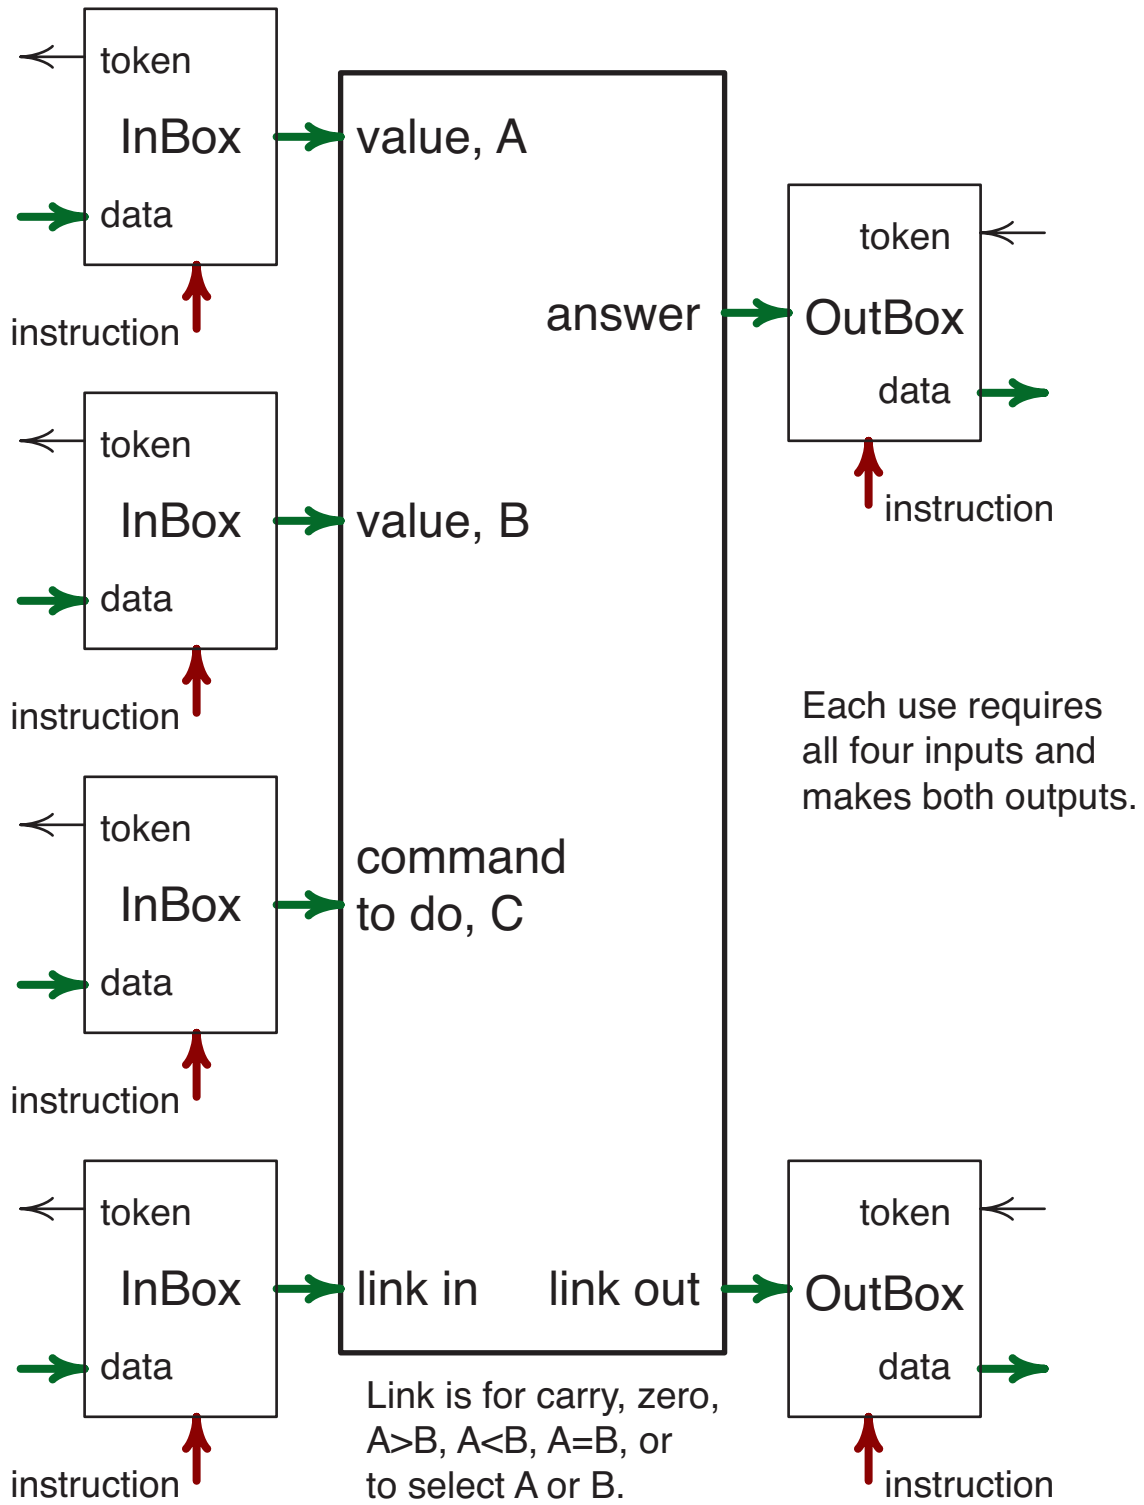 token
InBox
data
instruction
value, A
answer
token
OutBox
data
instruction
token
InBox
data
instruction
value, B
Each use requires
all four inputs and
makes both outputs.
token
InBox
data
instruction
command
to do, C
token
InBox
data
instruction
link in
link out
token
OutBox
data
instruction
Link is for carry, zero,
A>B, A<B, A=B, or
to select A or B.